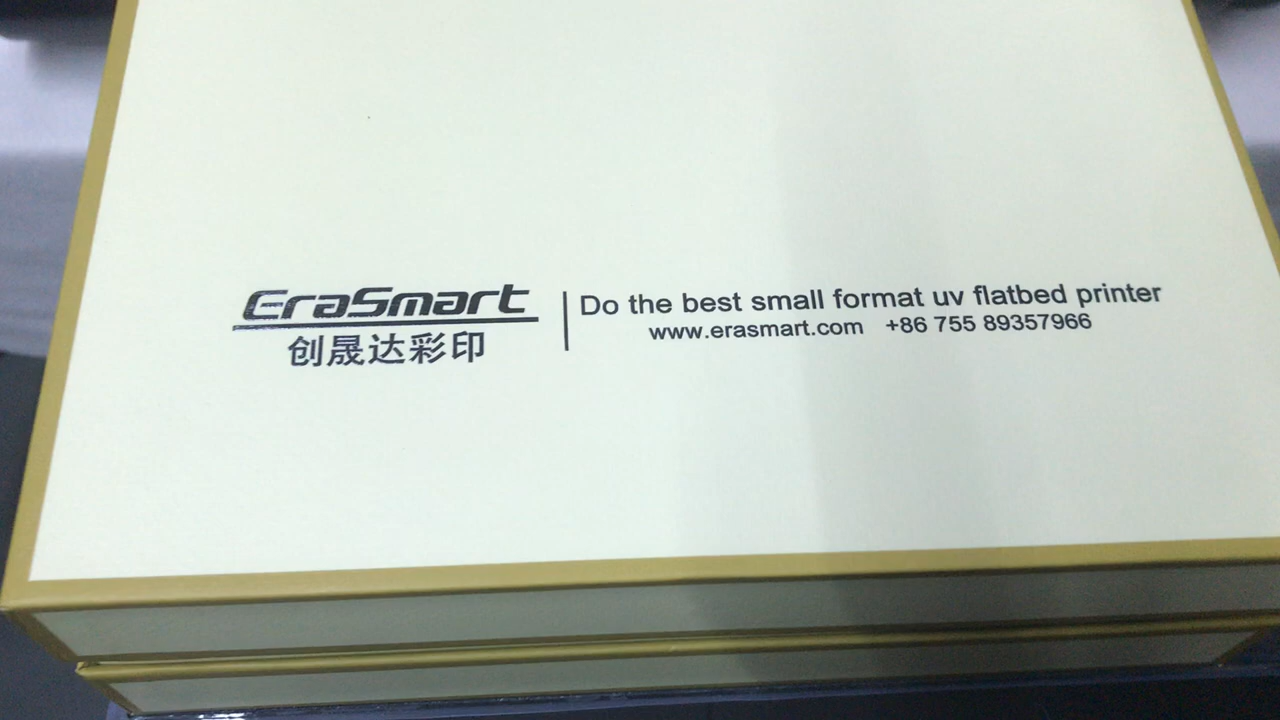 EraSmart
创晟达彩印
Do the best small format uv flatbed printer
www.erasmart.com +86 755 89357966